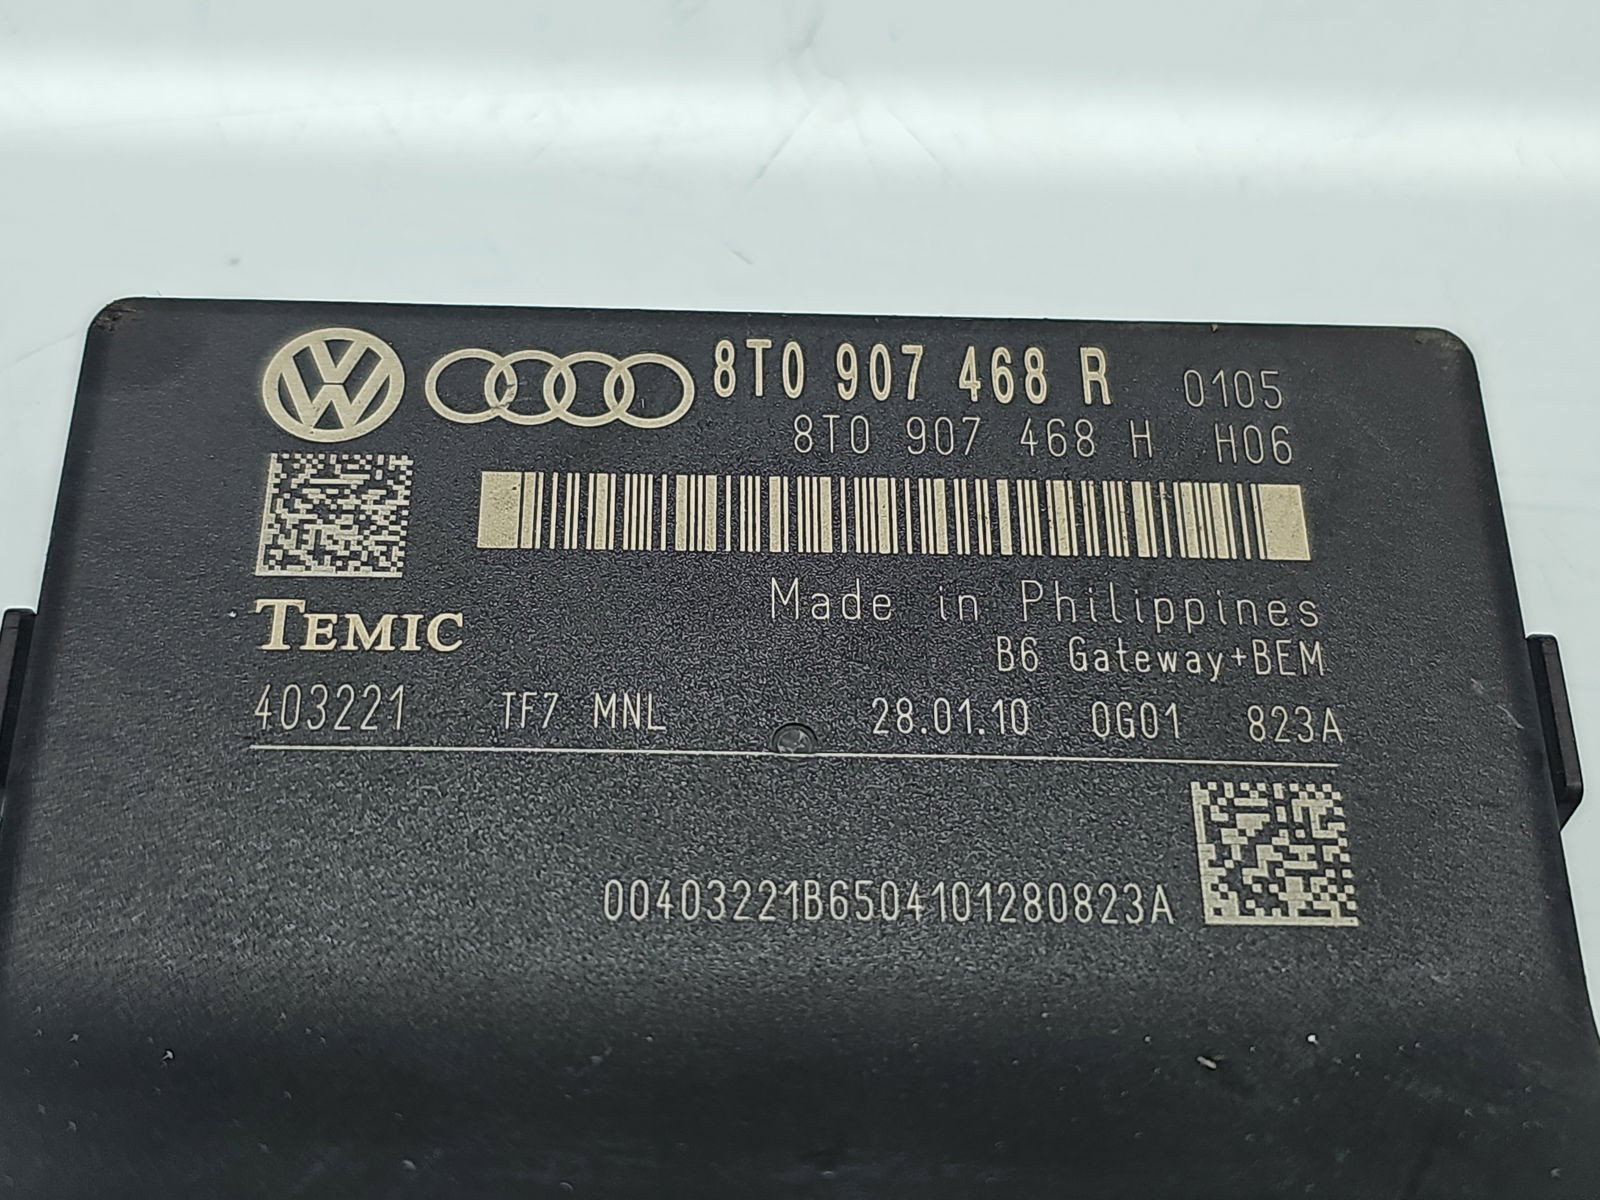 8T0 907 468 R 0105
8T0 907 468 H H06
Made in Philippines
TEMIC
B6 Gateway+BEM
403221 TF7 MNL 28.01.10 0G01 823A
00403221B6504101280823A